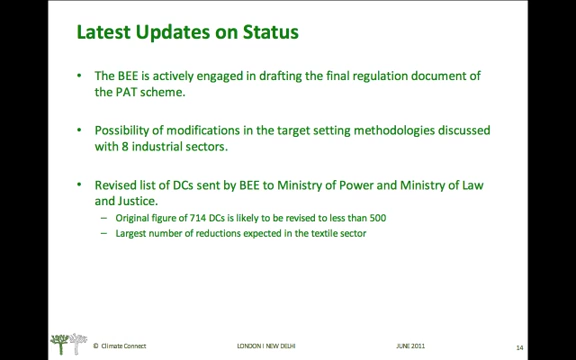 Latest Updates on Status
• The BEE is actively engaged in drafting the final regulation document of
the PAT scheme.
• Possibility of modifications in the target setting methodologies discussed
with 8 industrial sectors.
• Revised list of DCs sent by BEE to Ministry of Power and Ministry of Law
and Justice.
– Original figure of 714 DCs is likely to be revised to less than 500
– Largest number of reductions expected in the textile sector
© Climate Connect LONDON I NEW DELHI JUNE 2011 14